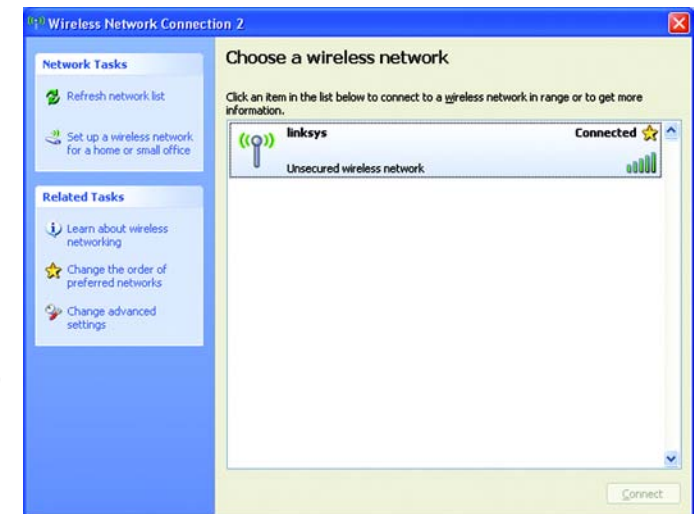 Wireless Network Connection 2
Network Tasks
Refresh network list
Set up a wireless network
for a home or small office
Related Tasks
Learn about wireless
networking
Change the order of
preferred networks
Change advanced
settings
Choose a wireless network
Click an item in the list below to connect to a wireless network in range or to get more
information.
linksys
Connected
Unsecured wireless network
Connect